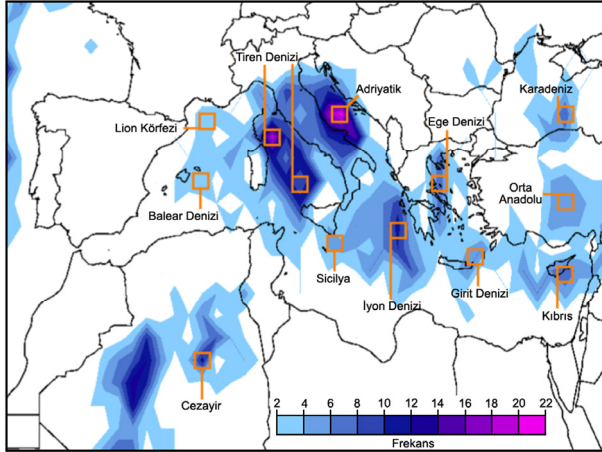 Tiren Denizi
Adriyatik
Karadeniz
Lion Körfezi
Ege Denizi
Orta
Anadolu
Balear Denizi
Sicilya
İyon Denizi
Girit Denizi
Kıbrıs
Cezayir
2 4 6 8 10 12 14 16 18 20 22
Frekans